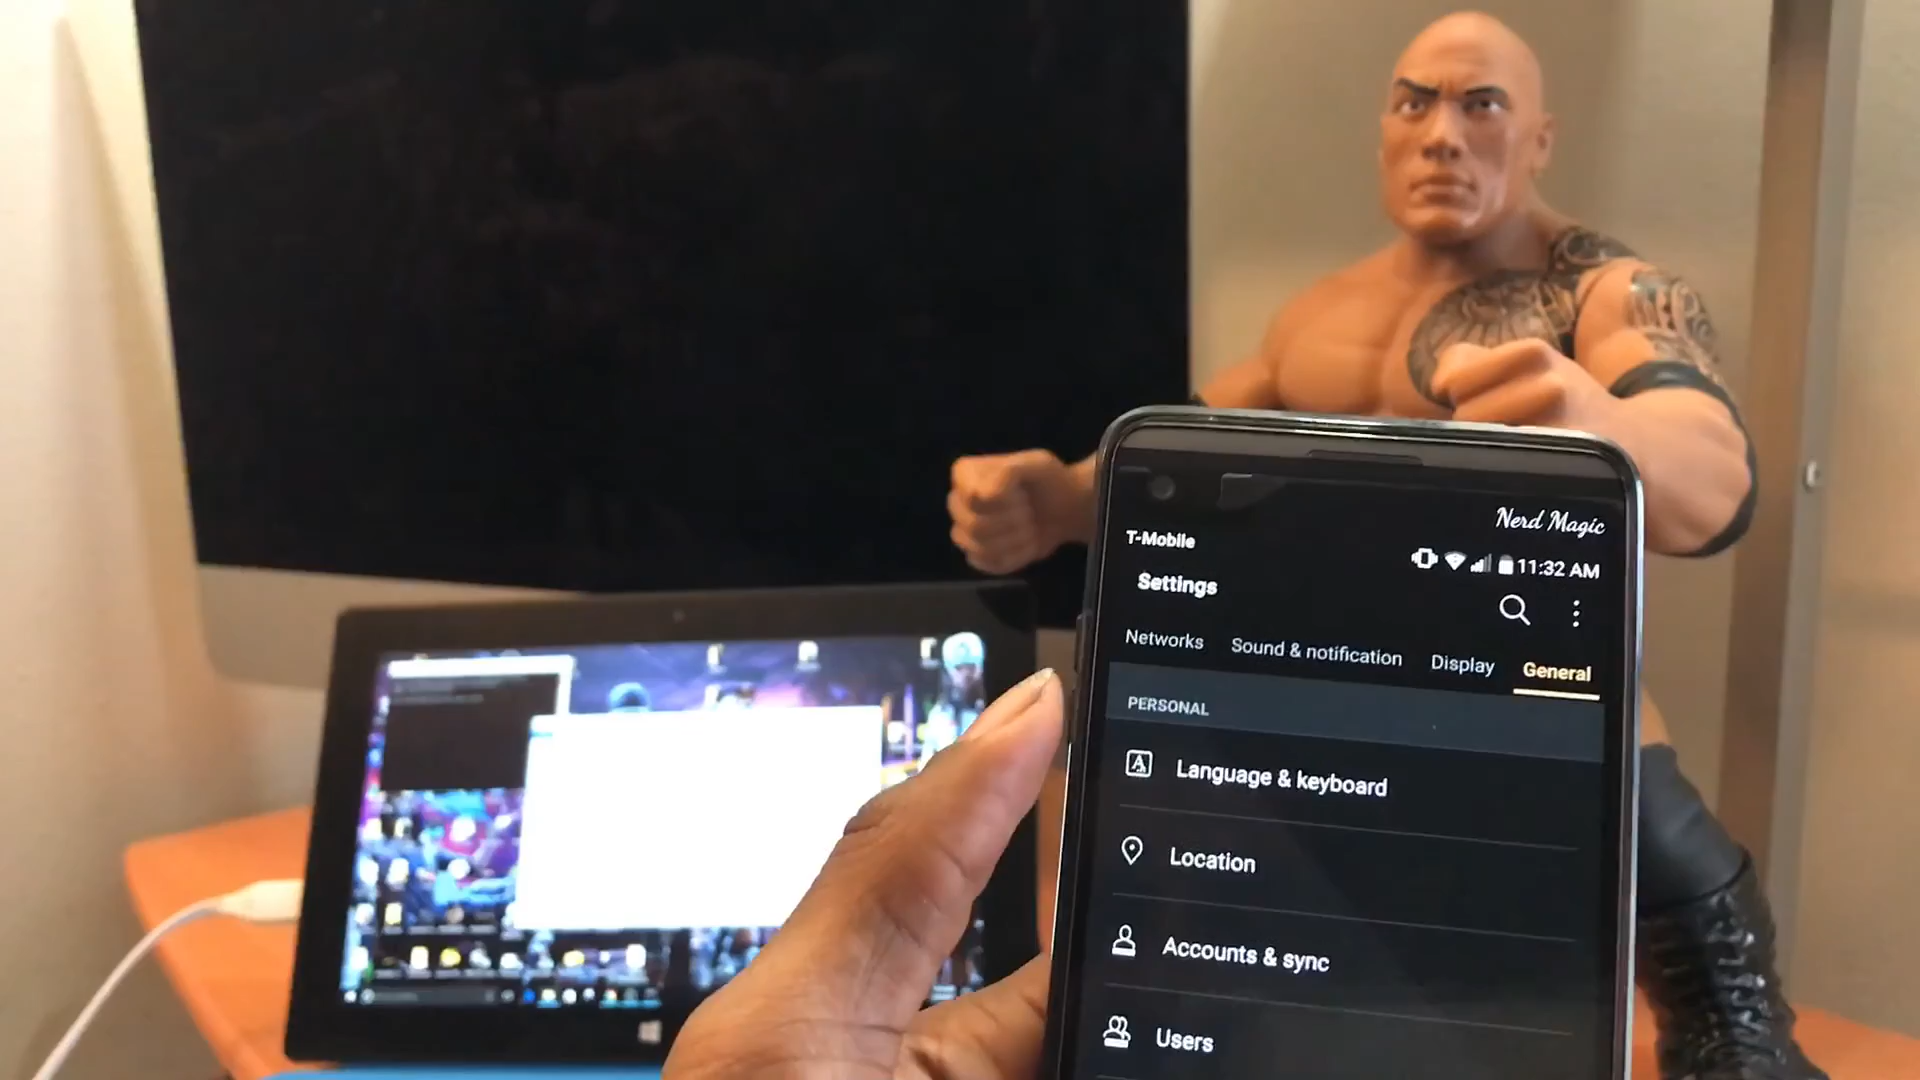 Nerd Magic
T-Mobile
11:32 AM
Settings
Networks
Sound & notification
Display
General
PERSONAL
Language & keyboard
Location
Accounts & sync
Users